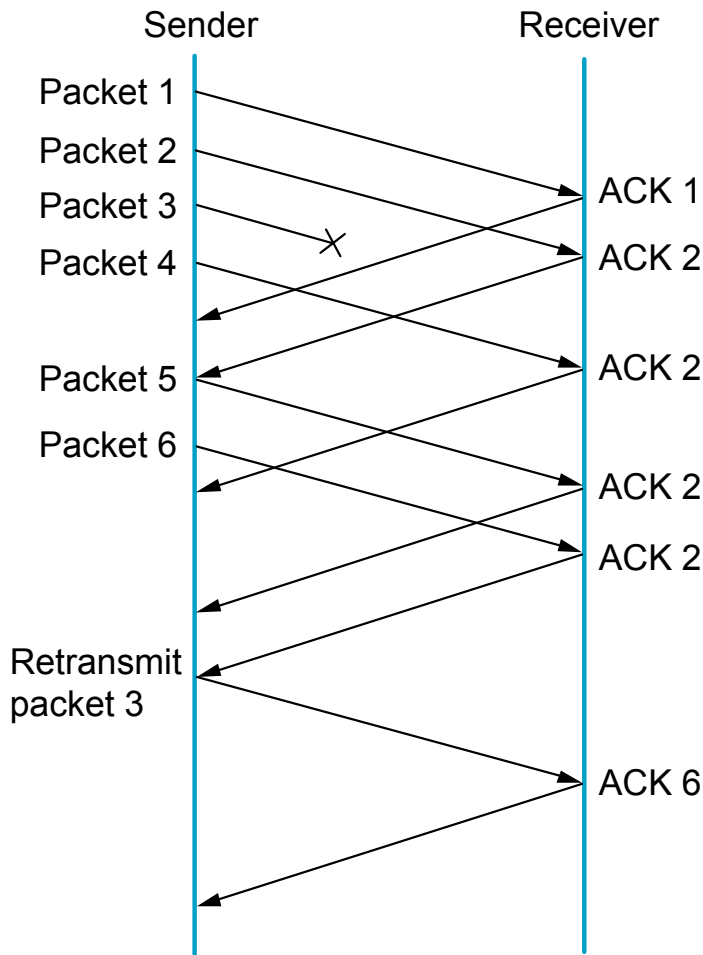 Sender
Receiver
Packet 1
Packet 2
ACK 1
Packet 3
ACK 2
Packet 4
ACK 2
Packet 5
Packet 6
ACK 2
ACK 2
Retransmit
packet 3
ACK 6